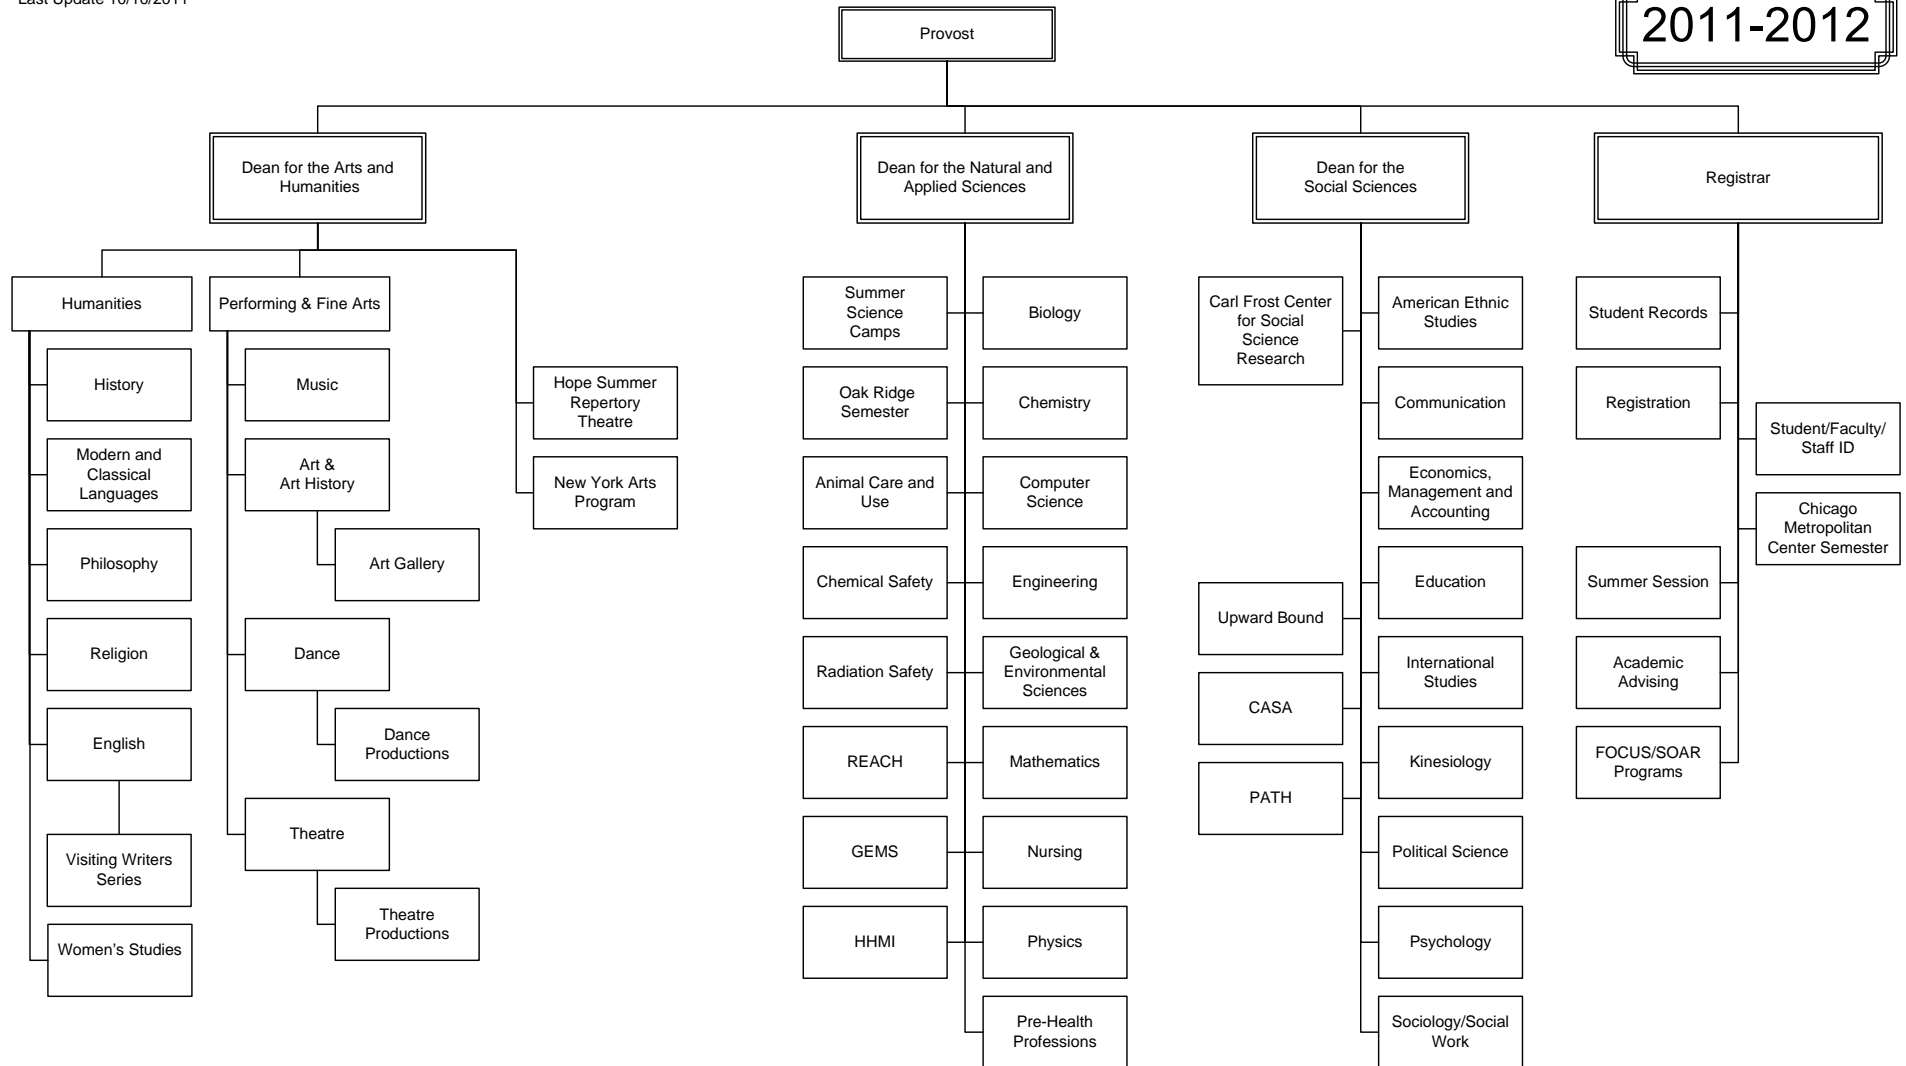 2011-2012
Provost
Dean for the Arts and
Humanities
Dean for the Natural and
Applied Sciences
Dean for the
Social Sciences
Registrar
Humanities
History
Modern and
Classical
Languages
Philosophy
Religion
English
Visiting Writers
Series
Women's Studies
Performing & Fine Arts
Music
Art &
Art History
Art Gallery
Dance
Dance
Productions
Theatre
Theatre
Productions
Hope Summer
Repertory
Theatre
New York Arts
Program
Summer
Science
Camps
Oak Ridge
Semester
Animal Care and
Use
Chemical Safety
Radiation Safety
REACH
GEMS
HHMI
Biology
Chemistry
Computer
Science
Engineering
Geological &
Environmental
Sciences
Mathematics
Nursing
Physics
Pre-Health
Professions
Carl Frost Center
for Social
Science
Research
Upward Bound
CASA
PATH
American Ethnic
Studies
Communication
Economics,
Management and
Accounting
Education
International
Studies
Kinesiology
Political Science
Psychology
Sociology/Social
Work
Student Records
Registration
Summer Session
Academic
Advising
FOCUS/SOAR
Programs
Student/Faculty/
Staff ID
Chicago
Metropolitan
Center Semester